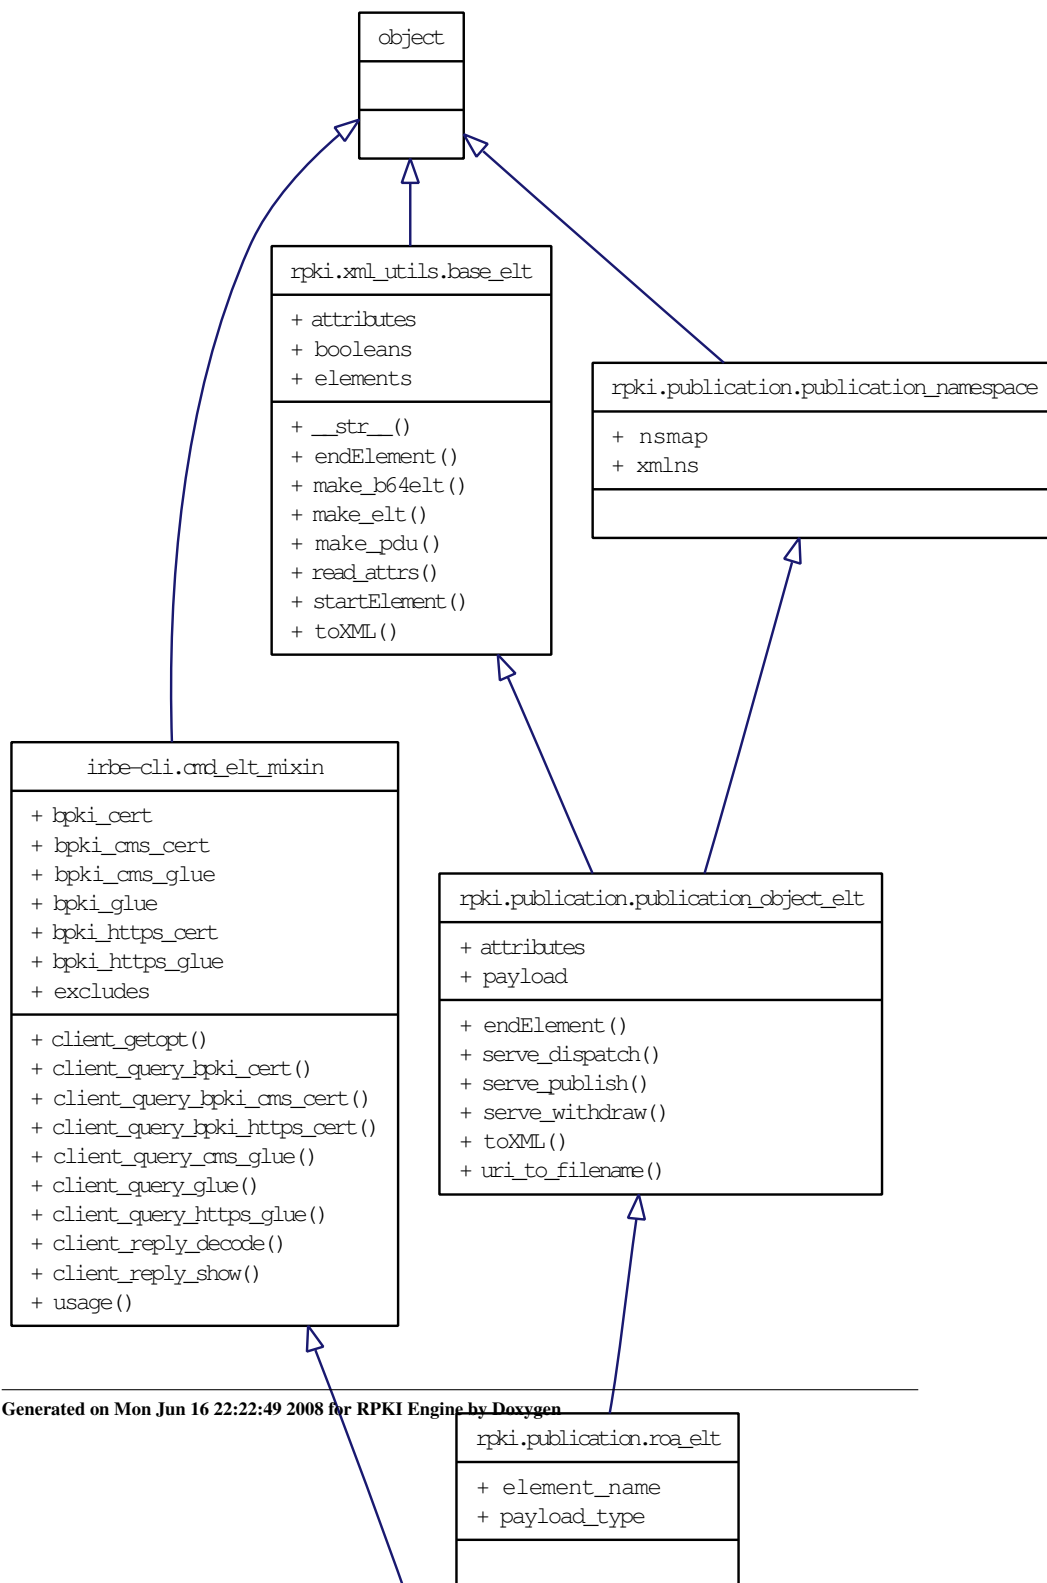 object
rpki.xml_utils.base_elt
+ attributes
+ booleans
+ elements
+ __str__()
+ endElement()
+ make_b64elt()
+ make_elt()
+ make_pdu()
+ read_attrs()
+ startElement()
+ toXML()
rpki.publication.publication_namespace
+ nsmap
+ xmlns
irbe-cli.cmd_elt_mixin
+ bpki_cert
+ bpki_cms_cert
+ bpki_cms_glue
+ bpki_glue
+ bpki_https_cert
+ bpki_https_glue
+ excludes
+ client_getopt()
+ client_query_bpki_cert()
+ client_query_bpki_cms_cert()
+ client_query_bpki_https_cert()
+ client_query_cms_glue()
+ client_query_glue()
+ client_query_https_glue()
+ client_reply_decode()
+ client_reply_show()
+ usage()
rpki.publication.publication_object_elt
+ attributes
+ payload
+ endElement()
+ serve_dispatch()
+ serve_publish()
+ serve_withdraw()
+ toXML()
+ uri_to_filename()
Generated on Mon Jun 16 22:22:49 2008 for RPKI Engine by Doxygen
rpki.publication.roa_elt
+ element_name
+ payload_type